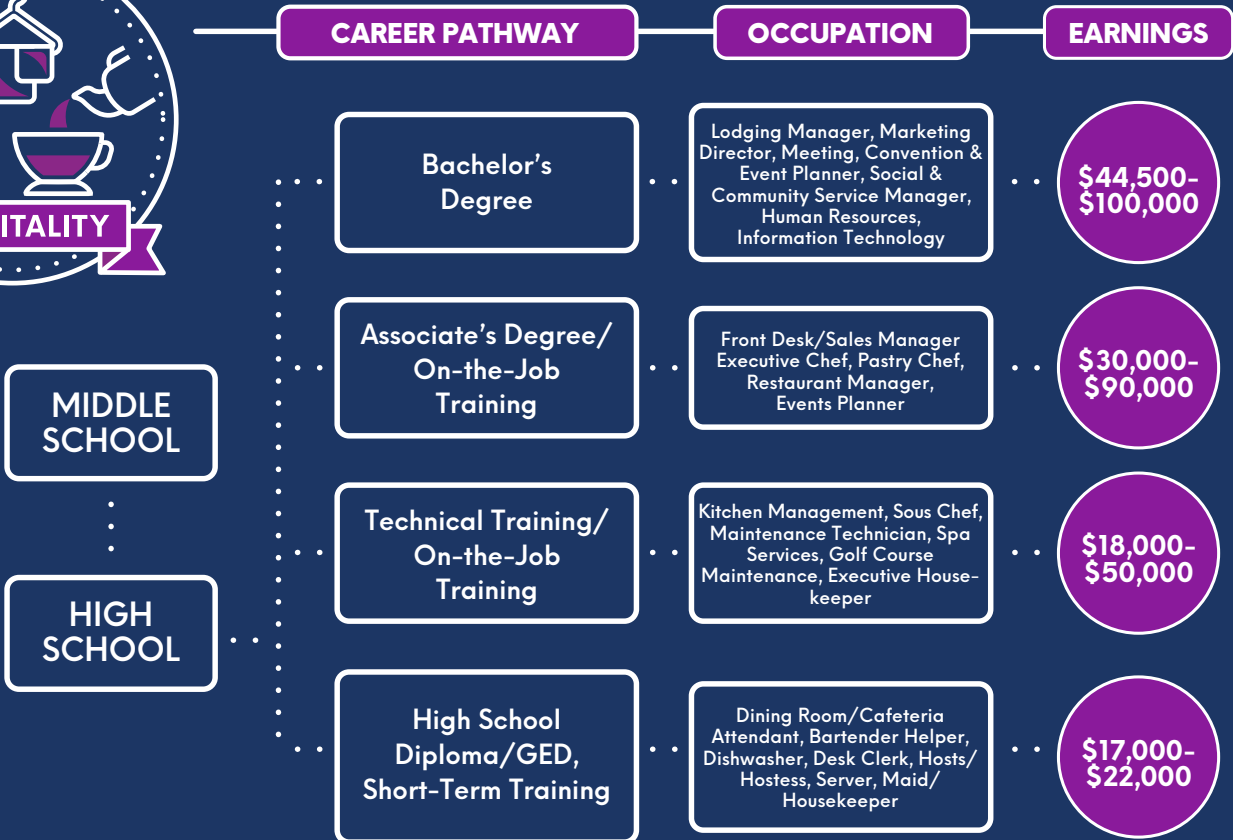 CAREER PATHWAY
OCCUPATION
EARNINGS
ITALITY
MIDDLE
SCHOOL
HIGH
SCHOOL
Bachelor's
Degree
Lodging Manager, Marketing
Director, Meeting, Convention &
Event Planner, Social &
Community Service Manager,
Human Resources,
Information Technology
$44,500-
$100,000
Associate's Degree/
On-the-Job
Training
Front Desk/Sales Manager
Executive Chef, Pastry Chef,
Restaurant Manager,
Events Planner
$30,000-
$90,000
Technical Training/
On-the-Job
Training
Kitchen Management, Sous Chef,
Maintenance Technician, Spa
Services, Golf Course
Maintenance, Executive House-
keeper
$18,000-
$50,000
High School
Diploma/GED,
Short-Term Training
Dining Room/Cafeteria
Attendant, Bartender Helper,
Dishwasher, Desk Clerk, Hosts/
Hostess, Server, Maid/
Housekeeper
$17,000-
$22,000